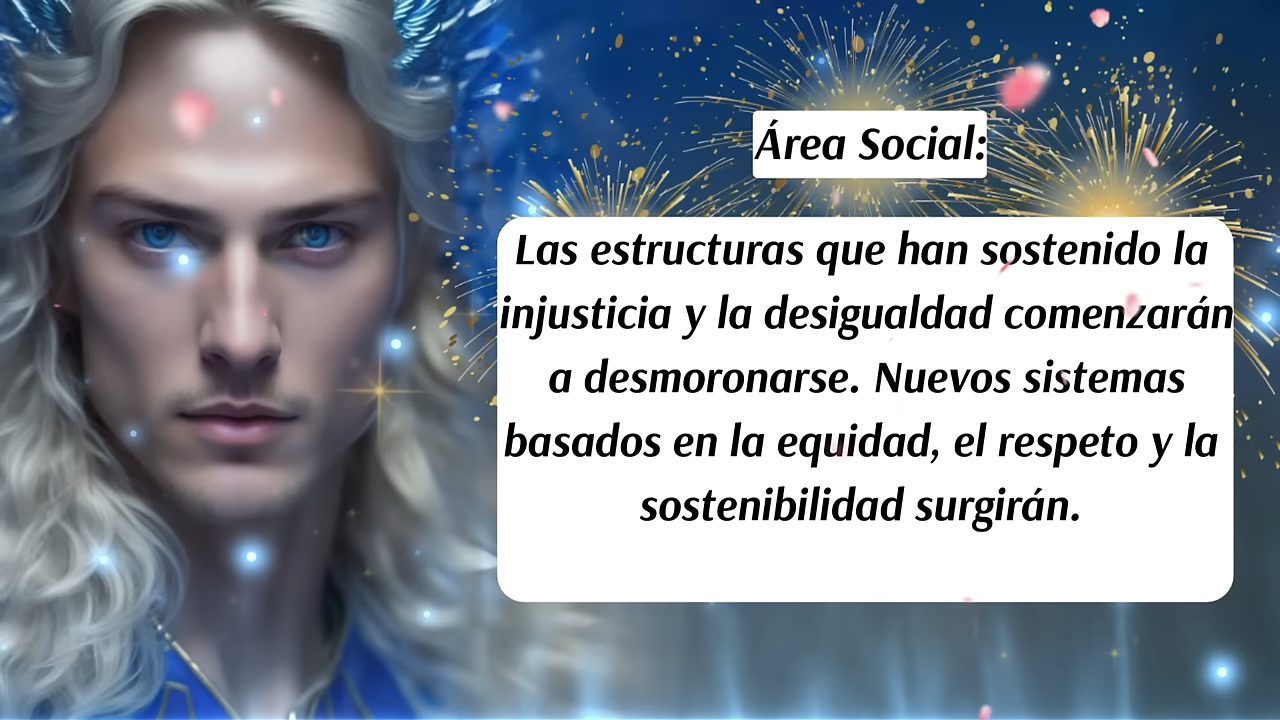 Área Social:
Las estructuras que han sostenido la
injusticia y la desigualdad comenzarán
a desmoronarse. Nuevos sistemas
basados en la equidad, el respeto y la
sostenibilidad surgirán.